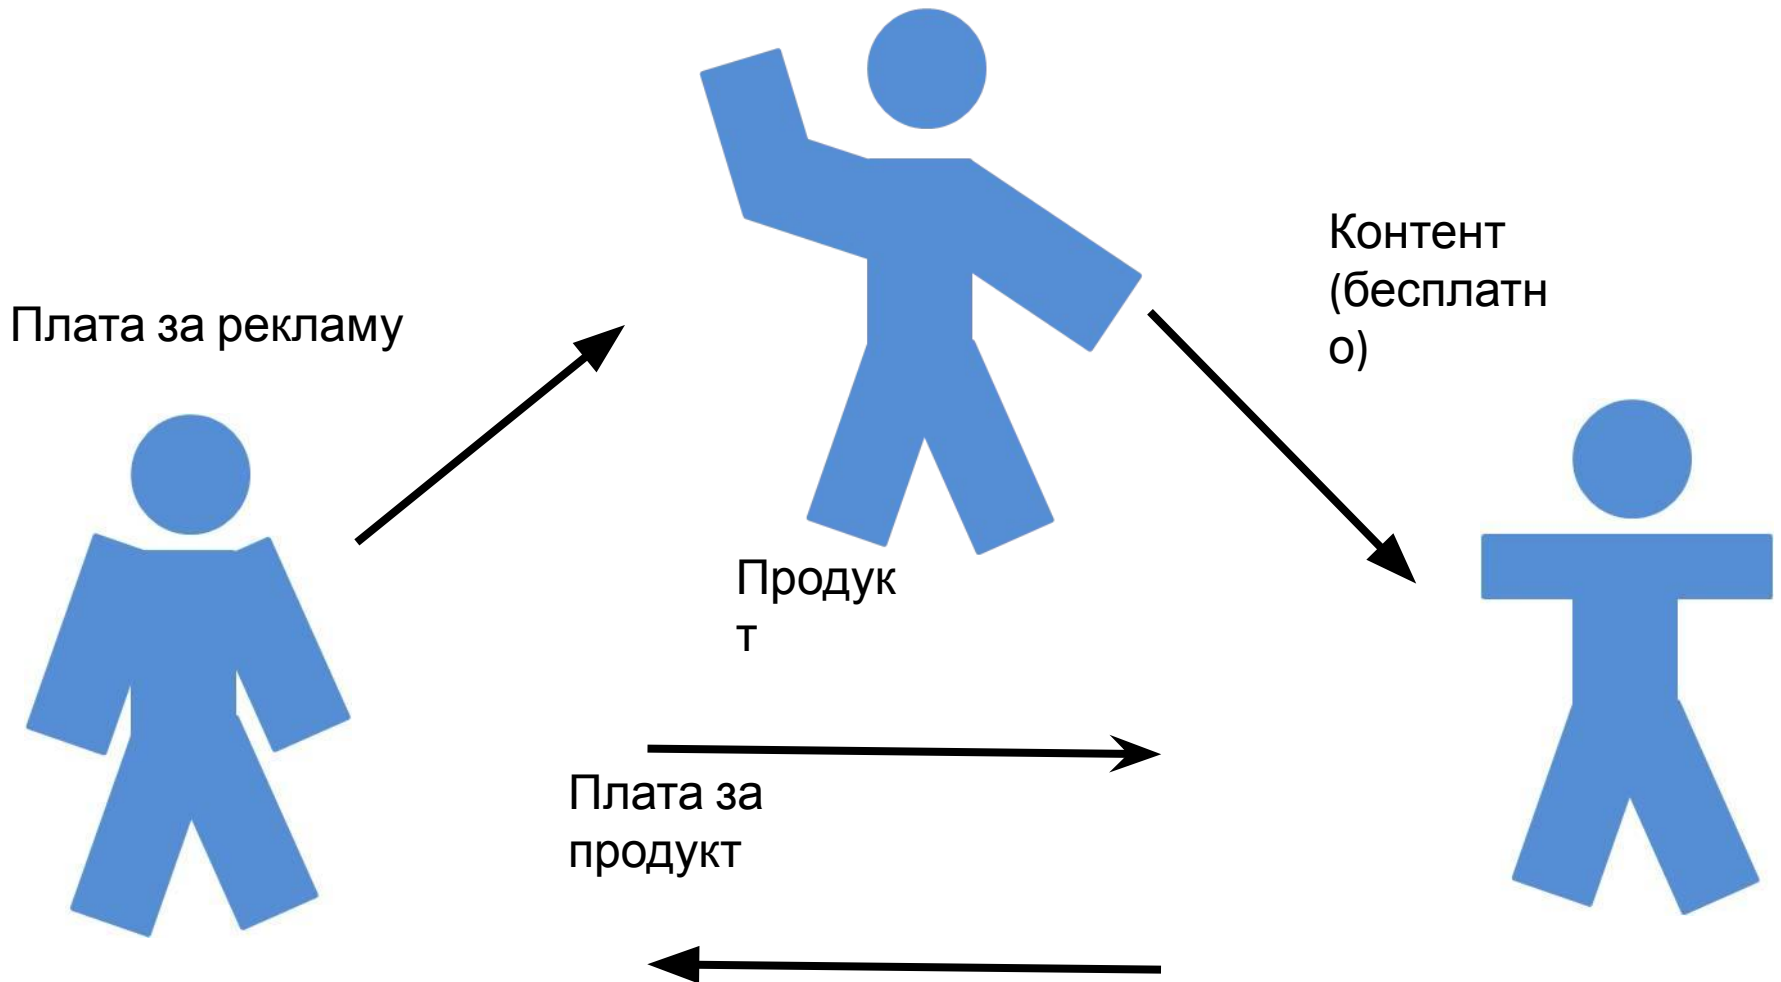 Контент
(бесплатн
о)
Плата за рекламу
Продук
т
Плата за
продукт